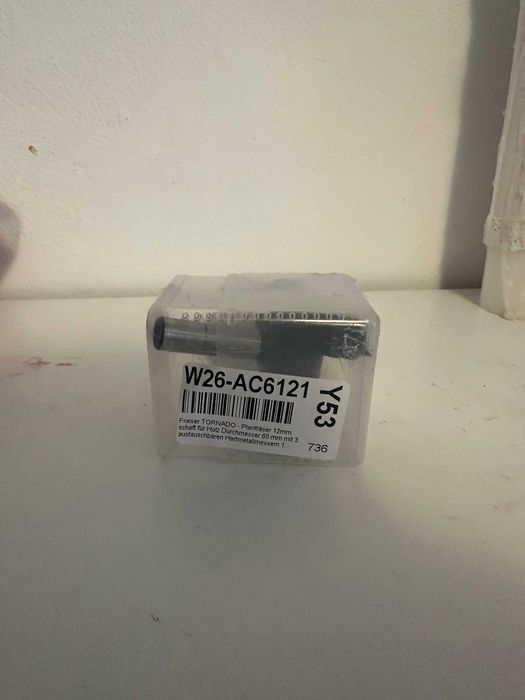 W26-AC6121
Fraiser TORNADO - Planfräser 12mm
schaft für Holz Durchmesser 60 mm mit 3
austauschbaren Hartmetallmessern 1
Y53
736